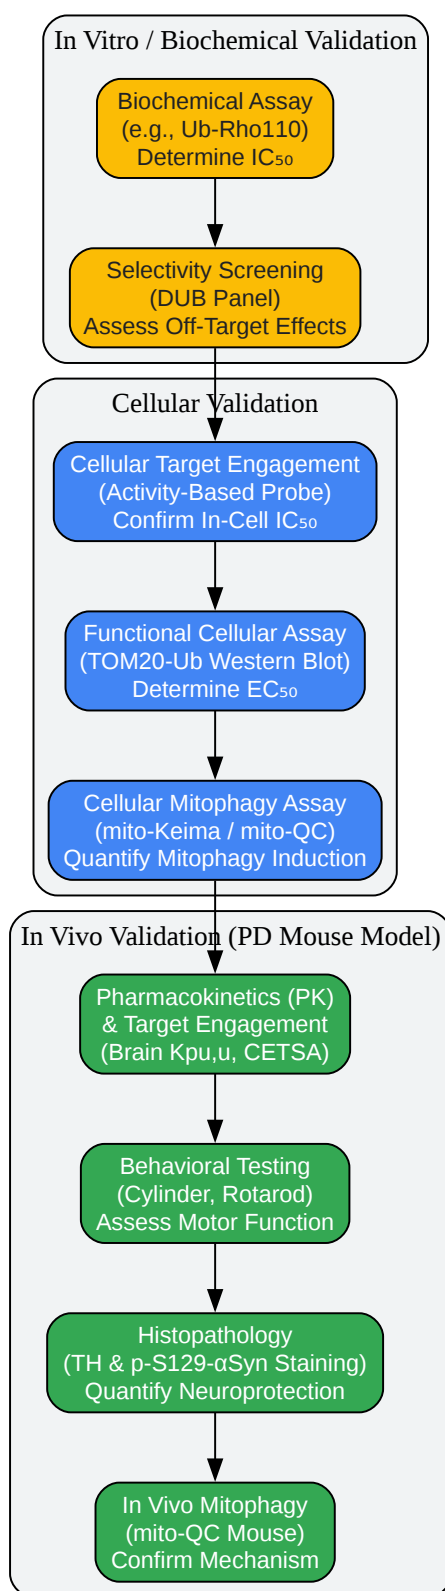 In Vitro / Biochemical Validation
Biochemical Assay
(e.g., Ub-Rho110)
Determine IC₅₀
Selectivity Screening
(DUB Panel)
Assess Off-Target Effects
Cellular Validation
Cellular Target Engagement
(Activity-Based Probe)
Confirm In-Cell IC₅₀
Functional Cellular Assay
(TOM20-Ub Western Blot)
Determine EC₅₀
Cellular Mitophagy Assay
(mito-Keima / mito-QC)
Quantify Mitophagy Induction
In Vivo Validation (PD Mouse Model)
Pharmacokinetics (PK)
& Target Engagement
(Brain Kpu,u, CETSA)
Behavioral Testing
(Cylinder, Rotarod)
Assess Motor Function
Histopathology
(TH & p-S129-αSyn Staining)
Quantify Neuroprotection
In Vivo Mitophagy
(mito-QC Mouse)
Confirm Mechanism